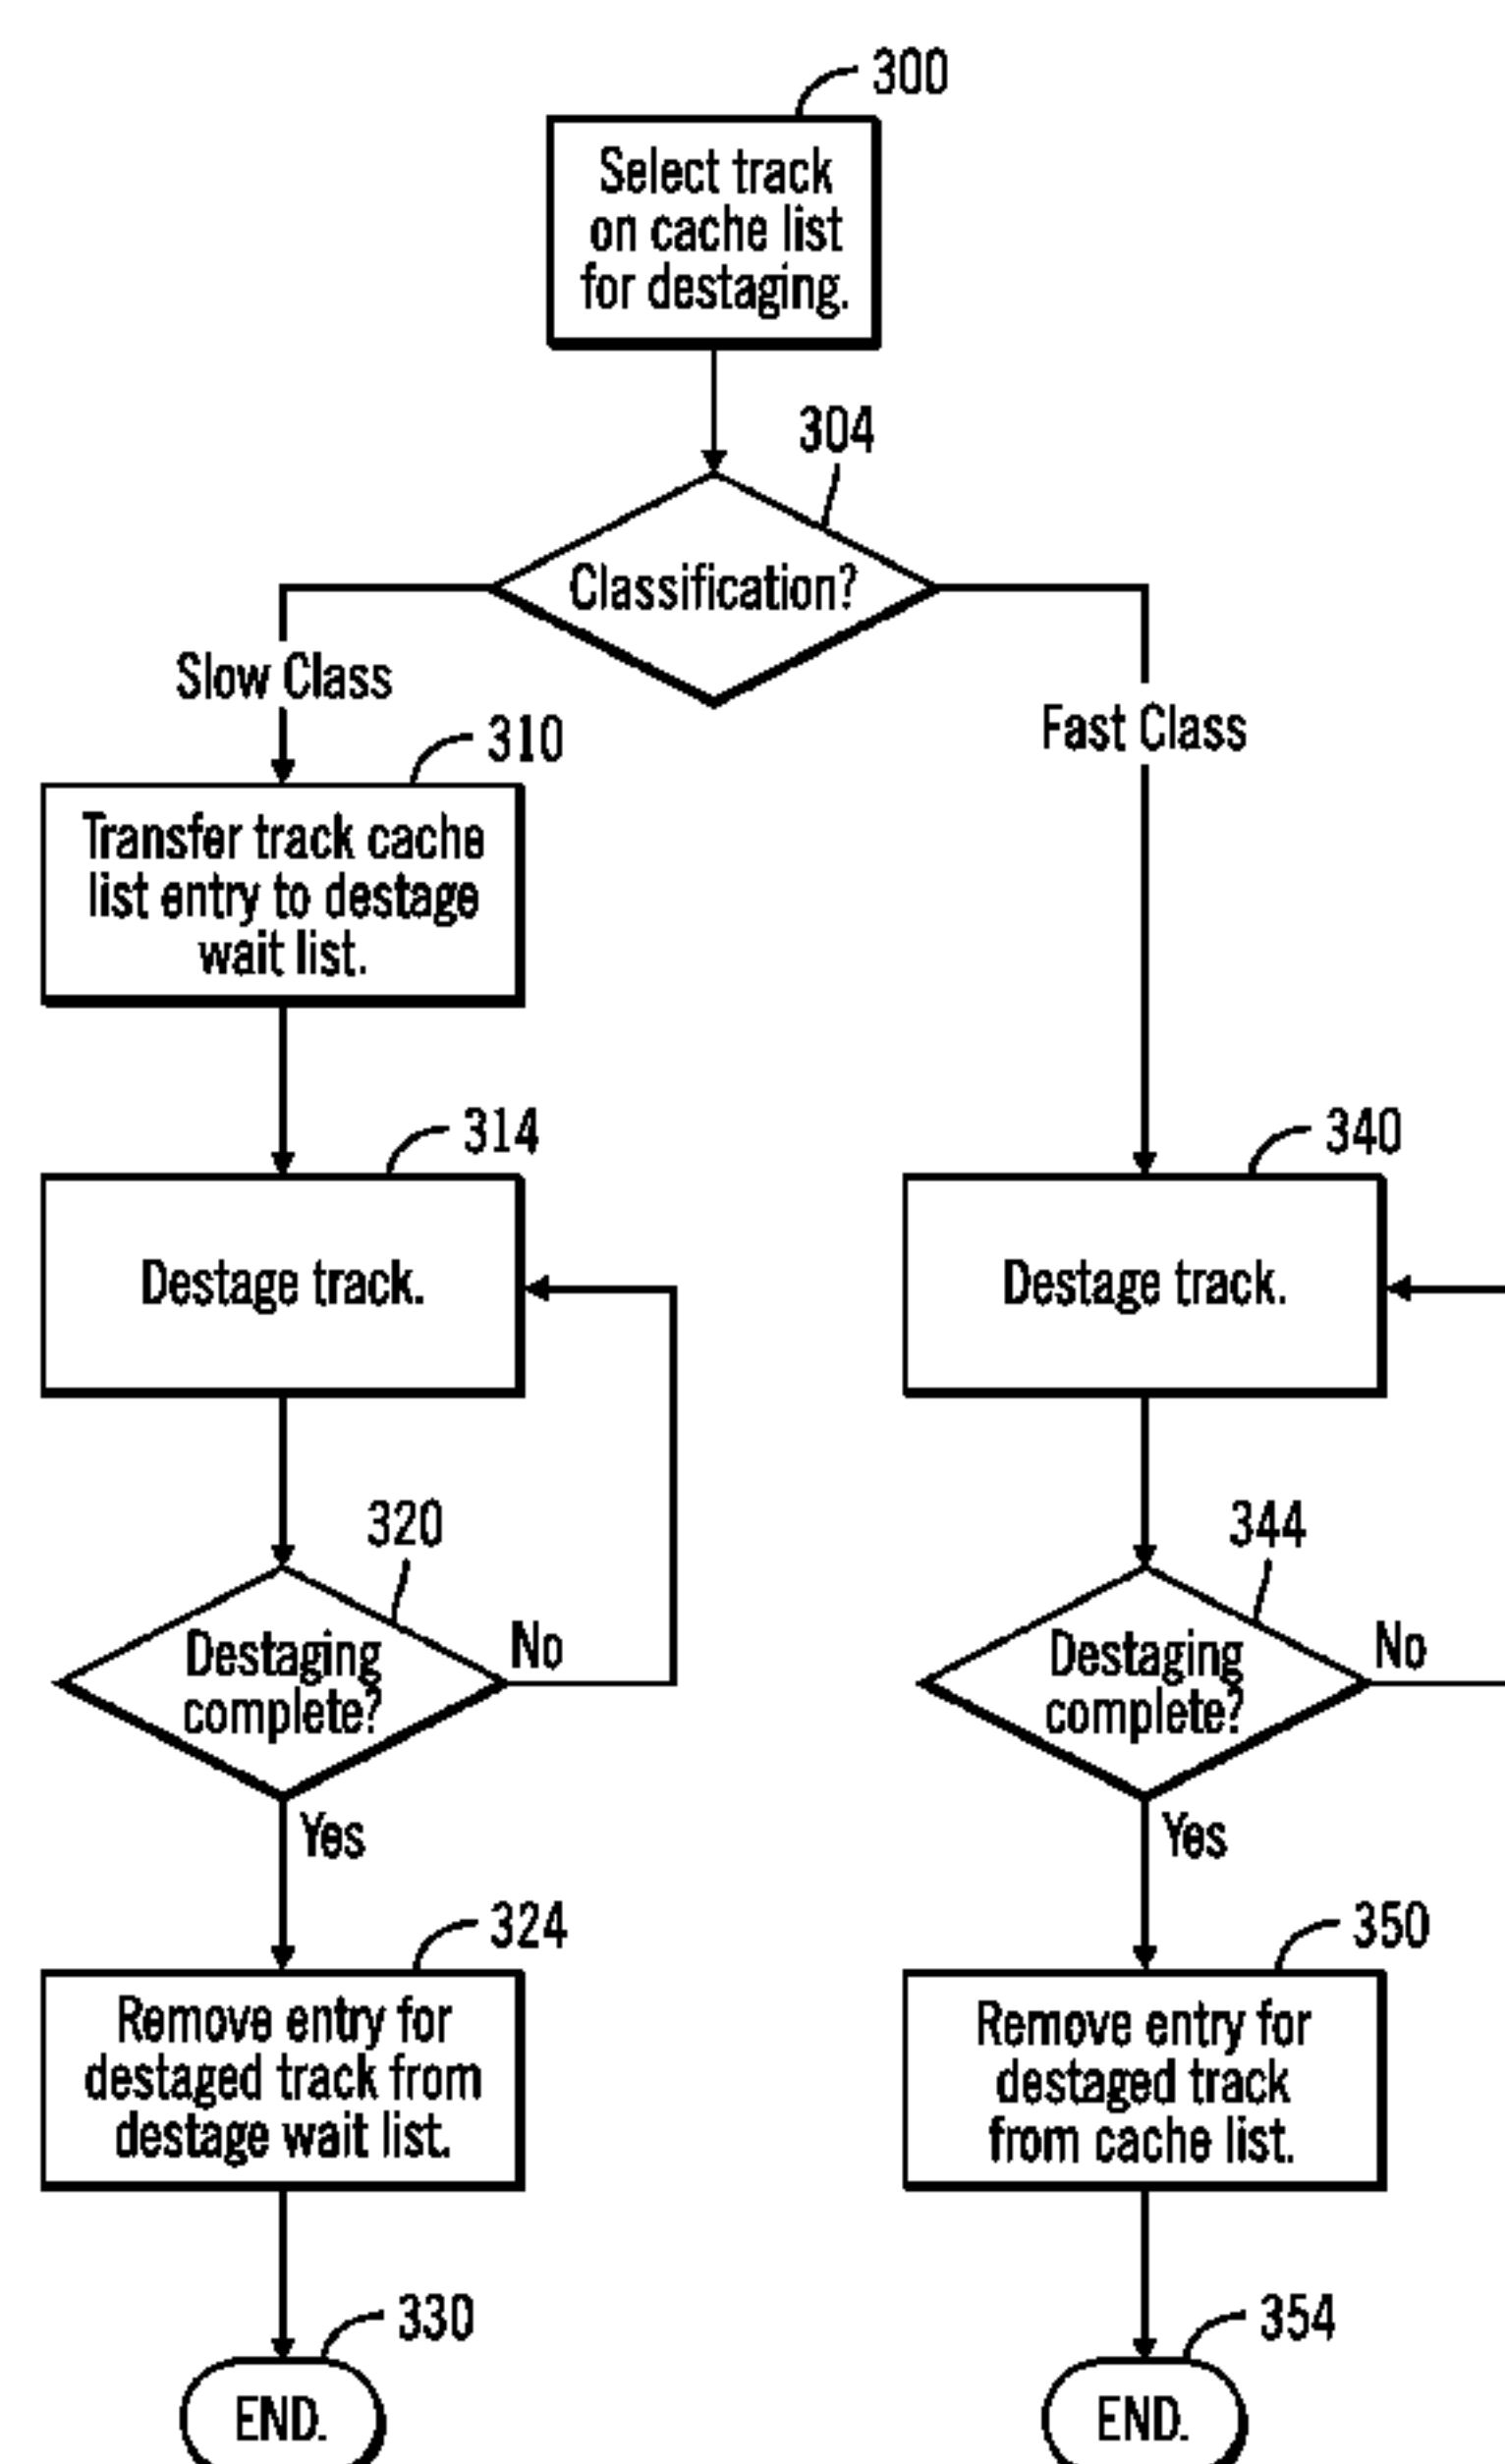 300
Select track
on cache list
for destaging.
304
Classification?
Slow Class
Fast Class
310
Transfer track cache
list entry to destage
wait list.
314
Destage track.
340
Destage track.
320
Destaging
complete?
No
Yes
344
Destaging
complete?
No
Yes
324
Remove entry for
destaged track from
destage wait list.
350
Remove entry for
destaged track
from cache list.
330
END.
354
END.